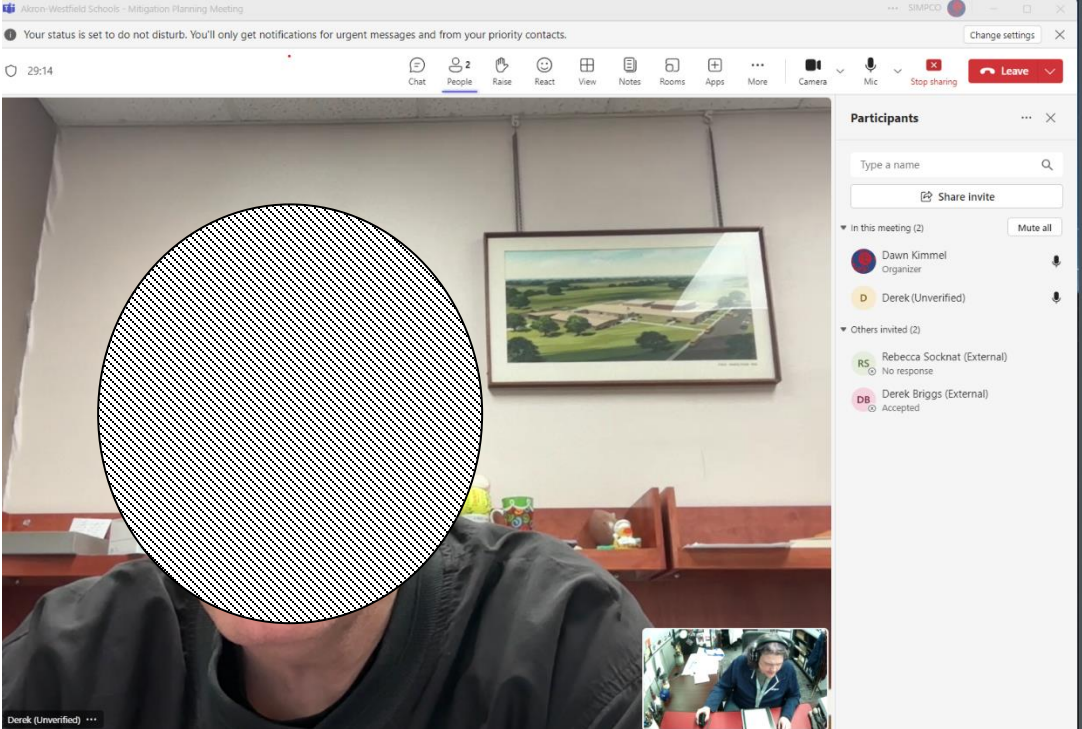 Akron-Westfield Schools - Mitigation Planning Meeting
SIMPCO
Your status is set to do not disturb. You'll only get notifications for urgent messages and from your priority contacts.
Change settings
29:14
2
Chat
People
Raise
React
View
Notes
Rooms
Apps
More
Camera
Mic
Stop sharing
Leave
Participants
Type a name
Share invite
In this meeting (2)
Mute all
Dawn Kimmel
Organizer
D
Derek (Unverified)
Others invited (2)
RS
Rebecca Socknat (External)
No response
DB
Derek Briggs (External)
Accepted
Derek (Unverified)